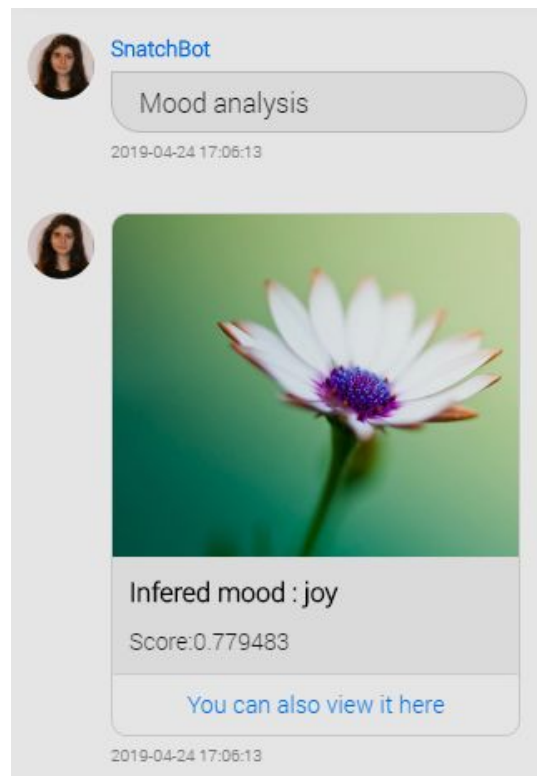 SnatchBot
Mood analysis
2019-04-24 17:06:13
Infered mood : joy
Score:0.779483
You can also view it here
2019-04-24 17:06:13